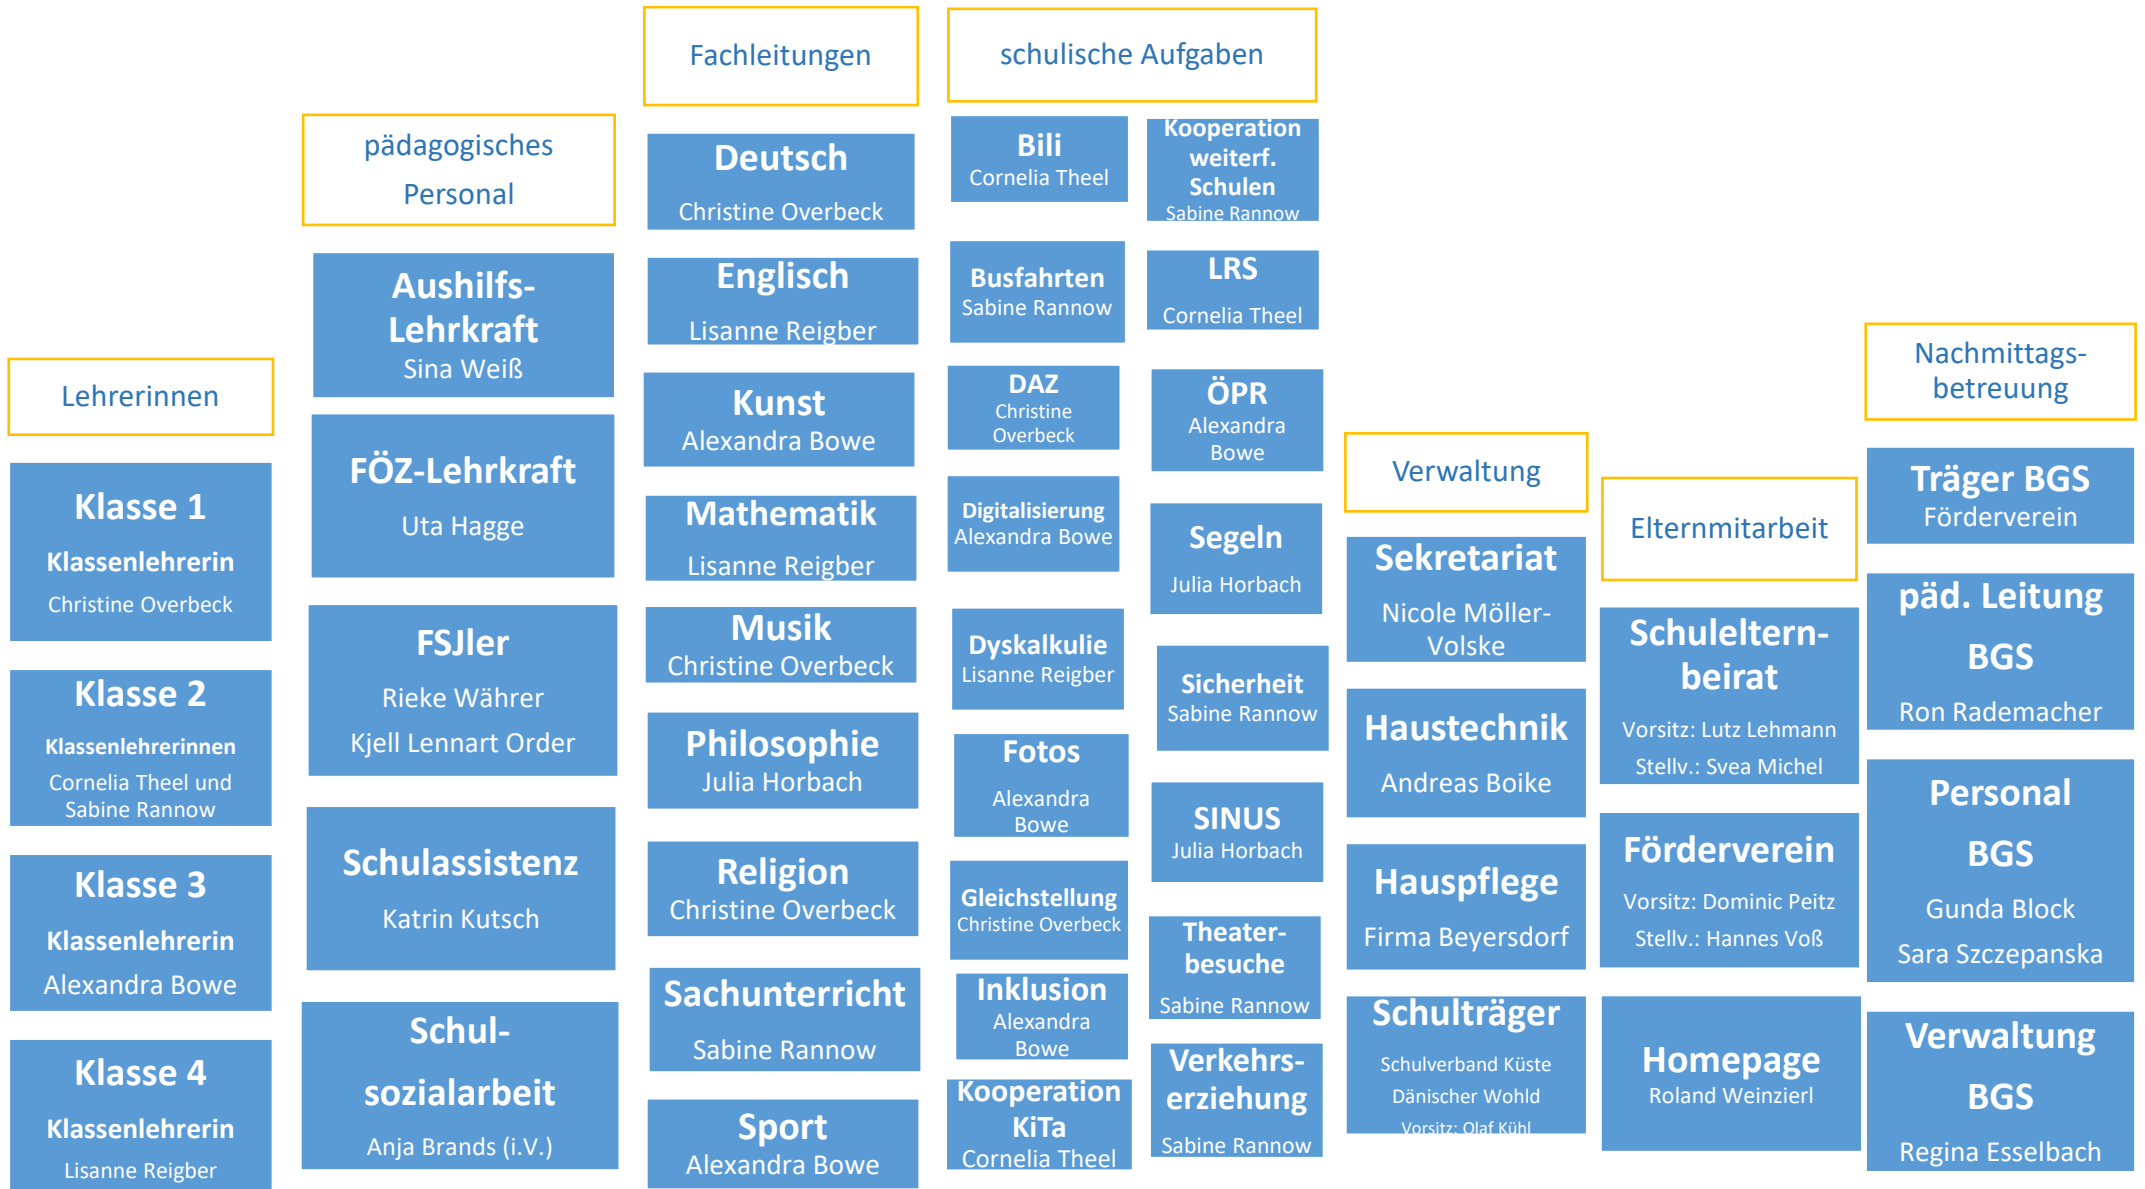 Lehrerinnen
Klasse 1
Klassenlehrerin
Christine Overbeck
Klasse 2
Klassenlehrerinnen
Cornelia Theel und
Sabine Rannow
Klasse 3
Klassenlehrerin
Alexandra Bowe
Klasse 4
Klassenlehrerin
Lisanne Reigber
pädagogisches
Personal
Aushilfs-
Lehrkraft
Sina Weiß
FÖZ-Lehrkraft
Uta Hagge
FSJler
Rieke Währer
Kjell Lennart Order
Schulassistenz
Katrin Kutsch
Schul-
sozialarbeit
Anja Brands (i.V.)
Fachleitungen
Deutsch
Christine Overbeck
Englisch
Lisanne Reigber
Kunst
Alexandra Bowe
Mathematik
Lisanne Reigber
Musik
Christine Overbeck
Philosophie
Julia Horbach
Religion
Christine Overbeck
Sachunterricht
Sabine Rannow
Sport
Alexandra Bowe
schulische Aufgaben
Bili
Cornelia Theel
Busfahrten
Sabine Rannow
DAZ
Christine
Overbeck
Digitalisierung
Alexandra Bowe
Dyskalkulie
Lisanne Reigber
Fotos
Alexandra
Bowe
Gleichstellung
Christine Overbeck
Inklusion
Alexandra
Bowe
Kooperation
KiTa
Cornelia Theel
Kooperation
weiterf.
Schulen
Sabine Rannow
LRS
Cornelia Theel
ÖPR
Alexandra
Bowe
Segeln
Julia Horbach
Sicherheit
Sabine Rannow
SINUS
Julia Horbach
Theater-
besuche
Sabine Rannow
Verkehrs-
erziehung
Sabine Rannow
Verwaltung
Sekretariat
Nicole Möller-
Volske
Haustechnik
Andreas Boike
Hauspflege
Firma Beyersdorf
Schulträger
Schulverband Küste
Dänischer Wohld
Vorsitz: Olaf Kühl
Elternmitarbeit
Schuleltern-
beirat
Vorsitz: Lutz Lehmann
Stellv.: Svea Michel
Förderverein
Vorsitz: Dominic Peitz
Stellv.: Hannes Voß
Homepage
Roland Weinzierl
Nachmittags-
betreuung
Träger BGS
Förderverein
päd. Leitung
BGS
Ron Rademacher
Personal
BGS
Gunda Block
Sara Szczepanska
Verwaltung
BGS
Regina Esselbach